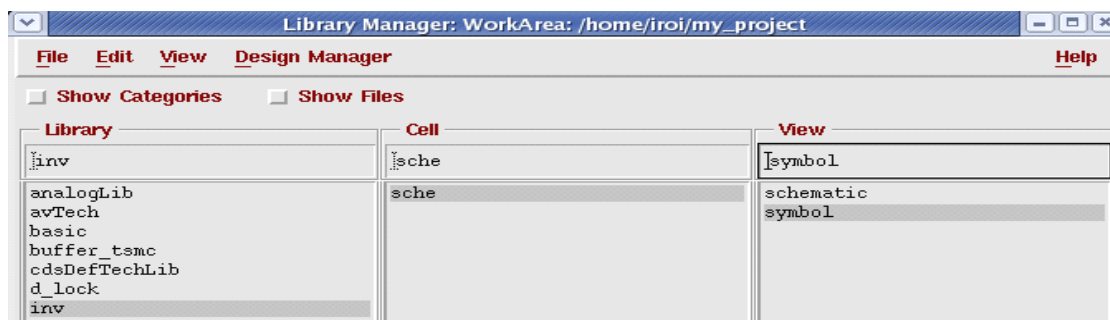 Library Manager: WorkArea: /home/iroi/my_project
File Edit View Design Manager Help
Show Categories Show Files
Library Cell View
inv sche symbol
analogLib sche schematic
avTech symbol
basic
buffer_tsmc
cdsDefTechLib
d_lock
inv